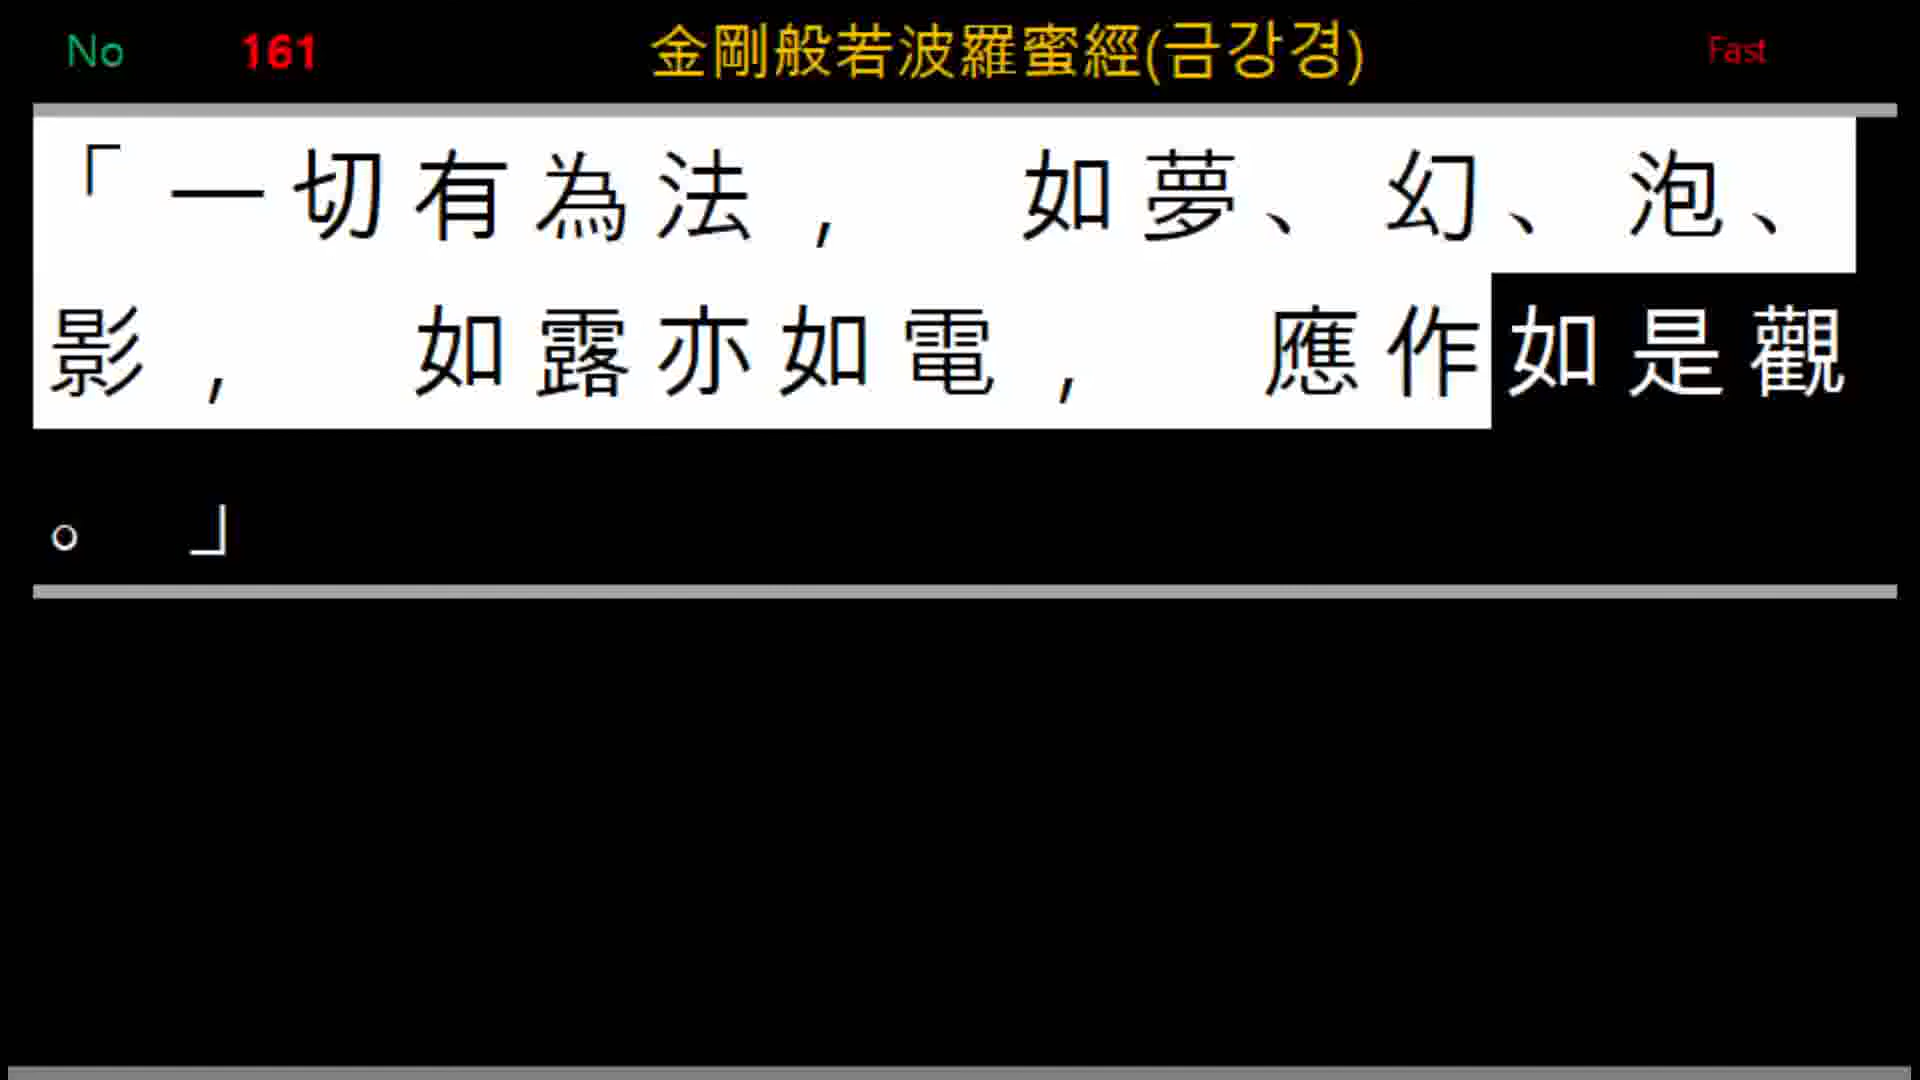 No 161 金剛般若波羅蜜經(금강경) Fast
「一切有為法, 如夢、幻、泡、
影, 如露亦如電, 應作如是觀
。」